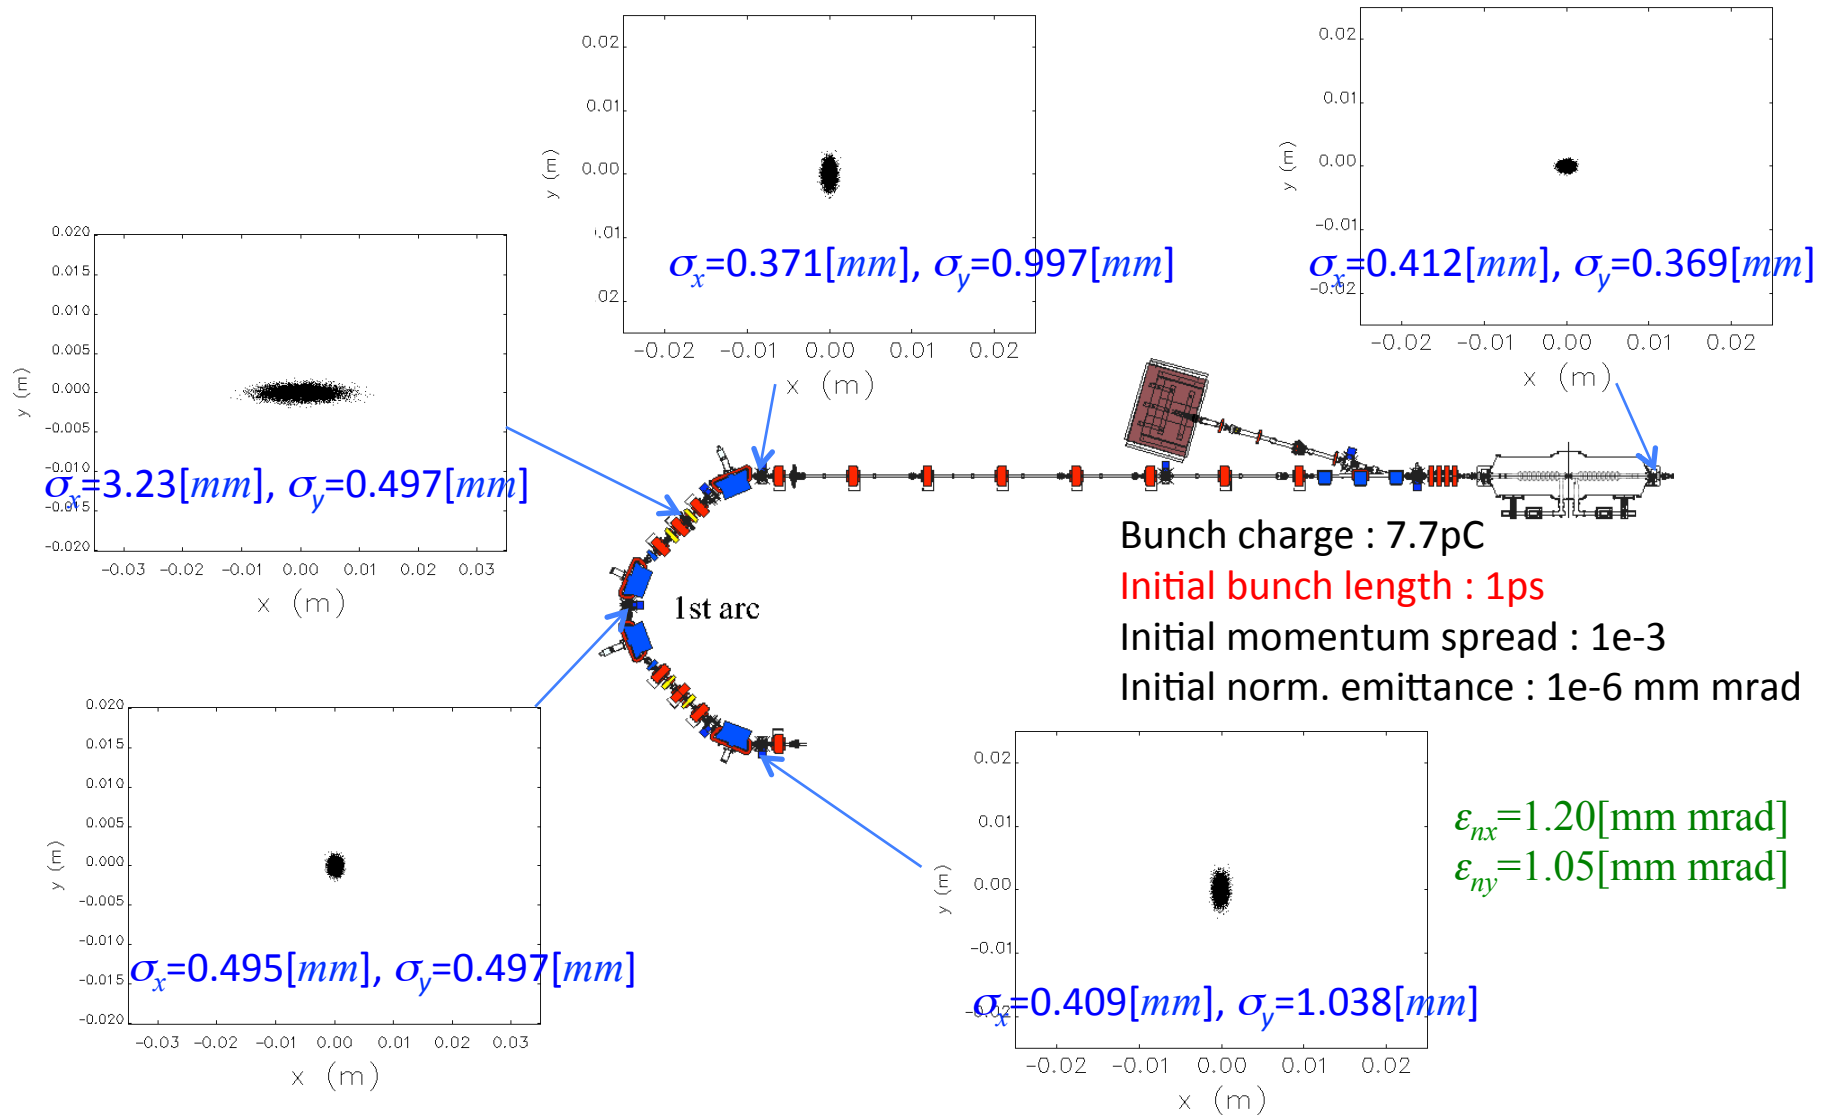 0.02
0.01
0.00
.01
02
y (m)
-0.02 -0.01 0.00 0.01 0.02
x (m)
σx=0.371[mm], σy=0.997[mm]
0.02
0.01
0.00
-0.01
-0.02
y (m)
-0.02 -0.01 0.00 0.01 0.02
x (m)
σx=0.412[mm], σy=0.369[mm]
0.020
0.015
0.010
0.005
0.000
-0.005
-0.010
-0.015
-0.020
y (m)
-0.03 -0.02 -0.01 0.00 0.01 0.02 0.03
x (m)
σx=3.23[mm], σy=0.497[mm]
1st arc
Bunch charge : 7.7pC
Initial bunch length : 1ps
Initial momentum spread : 1e-3
Initial norm. emittance : 1e-6 mm mrad
0.020
0.015
0.010
0.005
0.000
-0.005
-0.010
-0.015
-0.020
y (m)
-0.03 -0.02 -0.01 0.00 0.01 0.02 0.03
x (m)
σx=0.495[mm], σy=0.497[mm]
0.02
0.01
0.00
-0.01
-0.02
y (m)
-0.02 -0.01 0.00 0.01 0.02
x (m)
σx=0.409[mm], σy=1.038[mm]
εnx=1.20[mm mrad]
εny=1.05[mm mrad]